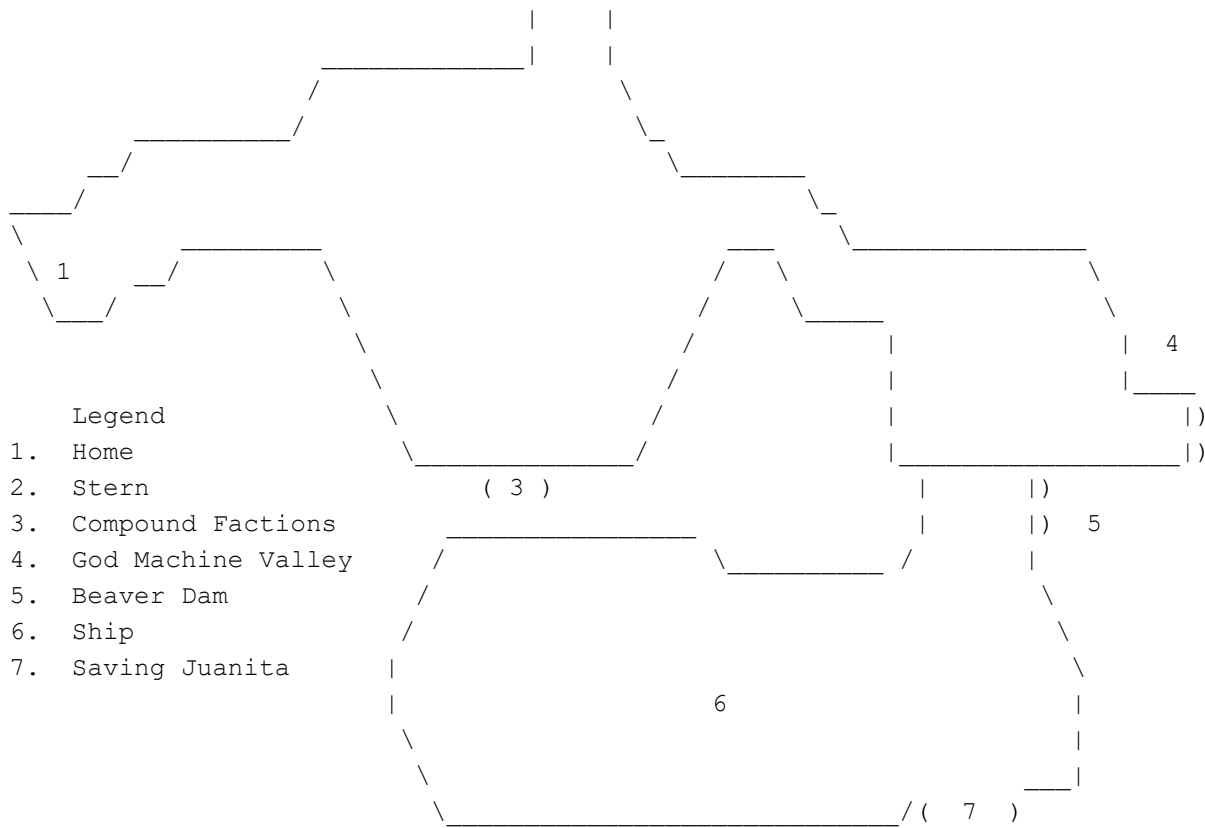 1
4
Legend
1. Home
2. Stern
( 3 )
3. Compound Factions
5
4. God Machine Valley
5. Beaver Dam
6. Ship
7. Saving Juanita
6
( 7 )